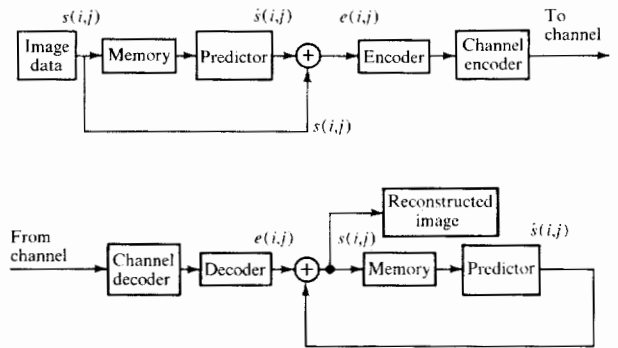 s(i,j)
ŝ(i,j)
e(i,j)
To
channel
Image
data
Memory
Predictor
+
Encoder
Channel
encoder
s(i,j)
Reconstructed
image
From
channel
e(i,j)
s(i,j)
ŝ(i,j)
Channel
decoder
Decoder
+
Memory
Predictor